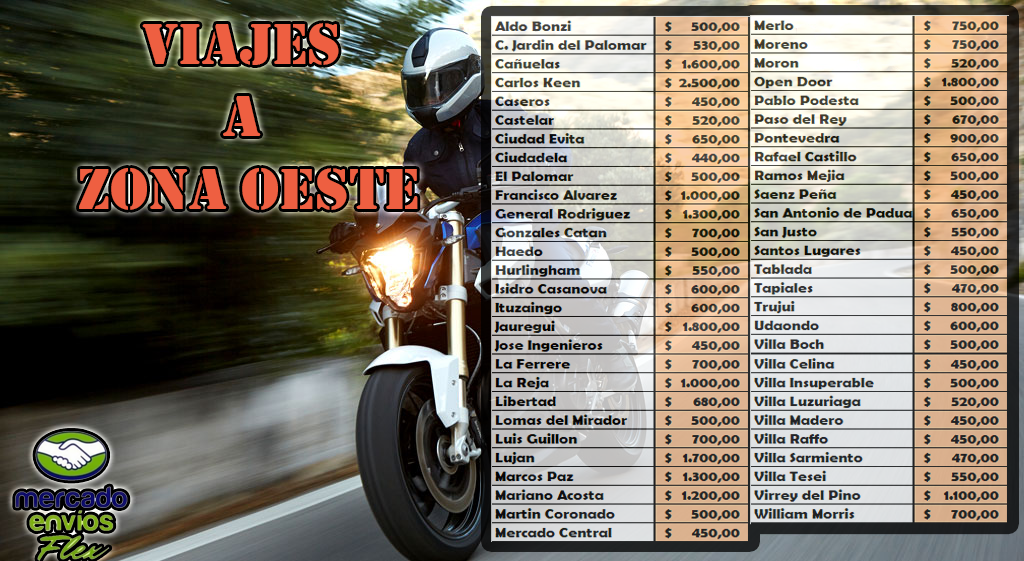 VIAJES
A
ZONA OESTE
Aldo Bonzi $ 500,00
C. Jardin del Palomar $ 530,00
Cañuelas $ 1.600,00
Carlos Keen $ 2.500,00
Caseros $ 450,00
Castelar $ 520,00
Ciudad Evita $ 650,00
Ciudadela $ 440,00
El Palomar $ 500,00
Francisco Alvarez $ 1.000,00
General Rodriguez $ 1.300,00
Gonzales Catan $ 700,00
Haedo $ 500,00
Hurlingham $ 550,00
Isidro Casanova $ 600,00
Ituzaingo $ 600,00
Jauregui $ 1.800,00
Jose Ingenieros $ 450,00
La Ferrere $ 700,00
La Reja $ 1.000,00
Libertad $ 680,00
Lomas del Mirador $ 500,00
Luis Guillon $ 700,00
Lujan $ 1.700,00
Marcos Paz $ 1.300,00
Mariano Acosta $ 1.200,00
Martin Coronado $ 500,00
Mercado Central $ 450,00
Merlo $ 750,00
Moreno $ 750,00
Moron $ 520,00
Open Door $ 1.800,00
Pablo Podesta $ 500,00
Paso del Rey $ 670,00
Pontevedra $ 900,00
Rafael Castillo $ 650,00
Ramos Mejia $ 500,00
Saenz Peña $ 450,00
San Antonio de Padua $ 650,00
San Justo $ 550,00
Santos Lugares $ 450,00
Tablada $ 500,00
Tapiales $ 470,00
Trujui $ 800,00
Udaondo $ 600,00
Villa Boch $ 500,00
Villa Celina $ 450,00
Villa Insuperable $ 500,00
Villa Luzuriaga $ 520,00
Villa Madero $ 450,00
Villa Raffo $ 450,00
Villa Sarmiento $ 470,00
Villa Tesei $ 550,00
Virrey del Pino $ 1.100,00
William Morris $ 700,00
mercado
envios
Flex